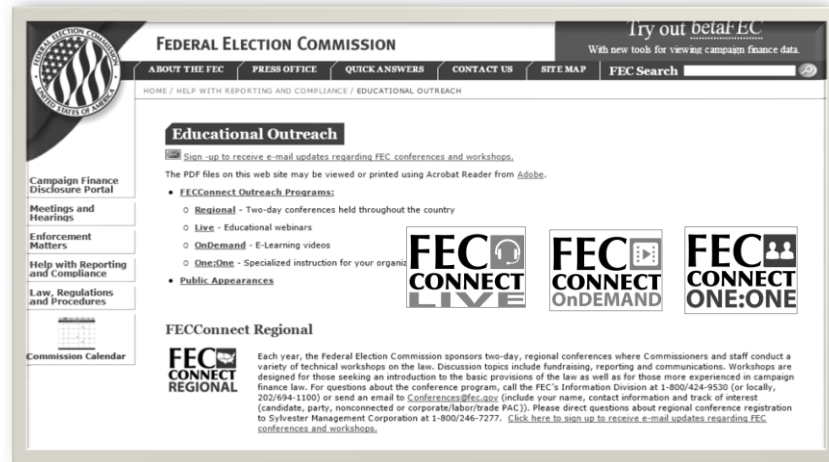 FEDERAL ELECTION COMMISSION
UNITED STATES OF AMERICA
FEDERAL ELECTION COMMISSION
Try out betaFEC
With new tools for viewing campaign finance data.
ABOUT THE FEC PRESS OFFICE QUICK ANSWERS CONTACT US SITE MAP FEC Search
HOME / HELP WITH REPORTING AND COMPLIANCE / EDUCATIONAL OUTREACH
Educational Outreach
Sign -up to receive e-mail updates regarding FEC conferences and workshops.
The PDF files on this web site may be viewed or printed using Acrobat Reader from Adobe.
• FECConnect Outreach Programs:
o Regional - Two-day conferences held throughout the country
o Live - Educational webinars
o OnDemand - E-Learning videos
o One:One - Specialized instruction for your
• Public Appearances
FEC
CONNECT
LIVE
FEC
CONNECT
OnDEMAND
FEC
CONNECT
ONE:ONE
Campaign Finance
Disclosure Portal
Meetings and
Hearings
Enforcement
Matters
Help with Reporting
and Compliance
Law, Regulations
and Procedures
Commission Calendar
FECConnect Regional
FEC
CONNECT
REGIONAL
Each year, the Federal Election Commission sponsors two-day, regional conferences where Commissioners and staff conduct a
variety of technical workshops on the law. Discussion topics include fundraising, reporting and communications. Workshops are
designed for those seeking an introduction to the basic provisions of the law as well as for those more experienced in campaign
finance law. For questions about the conference program, call the FEC's Information Division at 1-800/424-9530 (or locally,
202/694-1100) or send an email to Conferences@fec.gov (include your name, contact information and track of interest
(candidate, party, nonconnected or corporate/labor/trade PAC)). Please direct questions about regional conference registration
to Sylvester Management Corporation at 1-800/246-7277. Click here to sign up to receive e-mail updates regarding FEC
conferences and workshops.